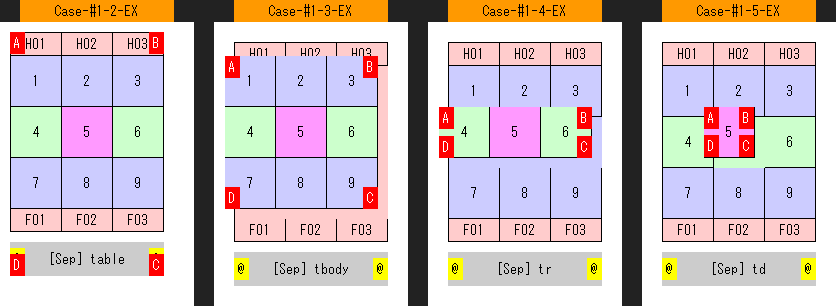 Case-#1-2-EX
A H01 H02 H03 B
1 2 3
4 5 6
7 8 9
F01 F02 F03
D [Sep] table C
Case-#1-3-EX
H01 H02 H03
A B
1 2 3
4 5 6
7 8 9
D C
F01 F02 F03
@ [Sep] tbody @
Case-#1-4-EX
H01 H02 H03
1 2 3
A B
4 5 6
D C
7 8 9
F01 F02 F03
@ [Sep] tr @
Case-#1-5-EX
H01 H02 H03
1 2 3
A B
4 5 6
D C
7 8 9
F01 F02 F03
@ [Sep] td @